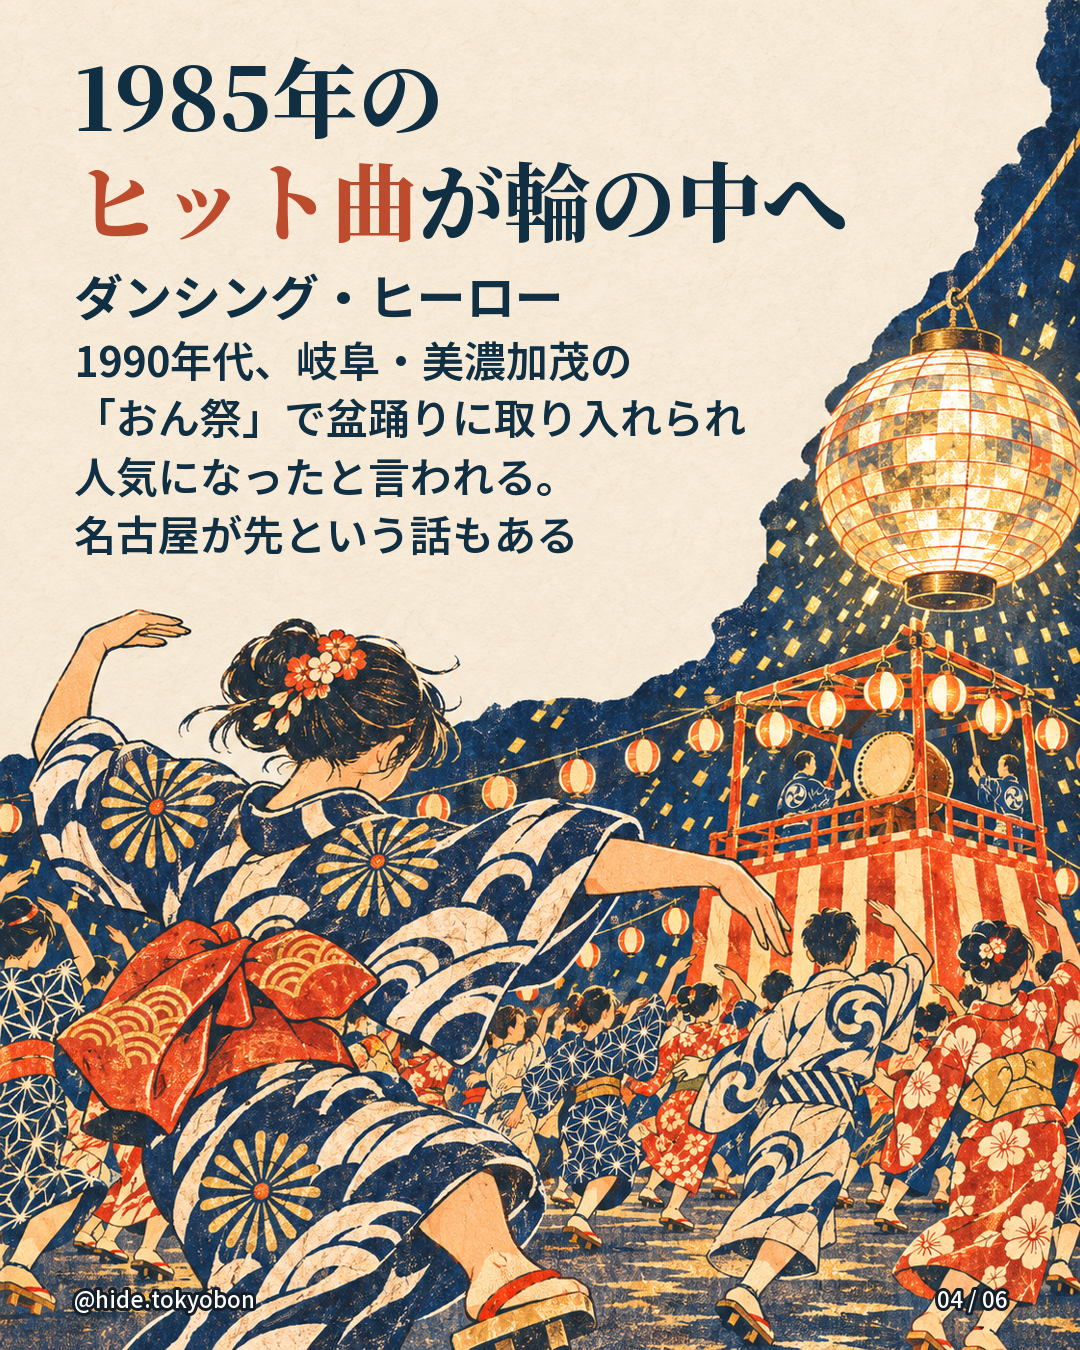 1985年の
ヒット曲が輪の中へ
ダンシング・ヒーロー
1990年代、岐阜・美濃加茂の
「おん祭」で盆踊りに取り入れられ
人気になったと言われる。
名古屋が先という話もある
@hide.tokyobon
04 / 06